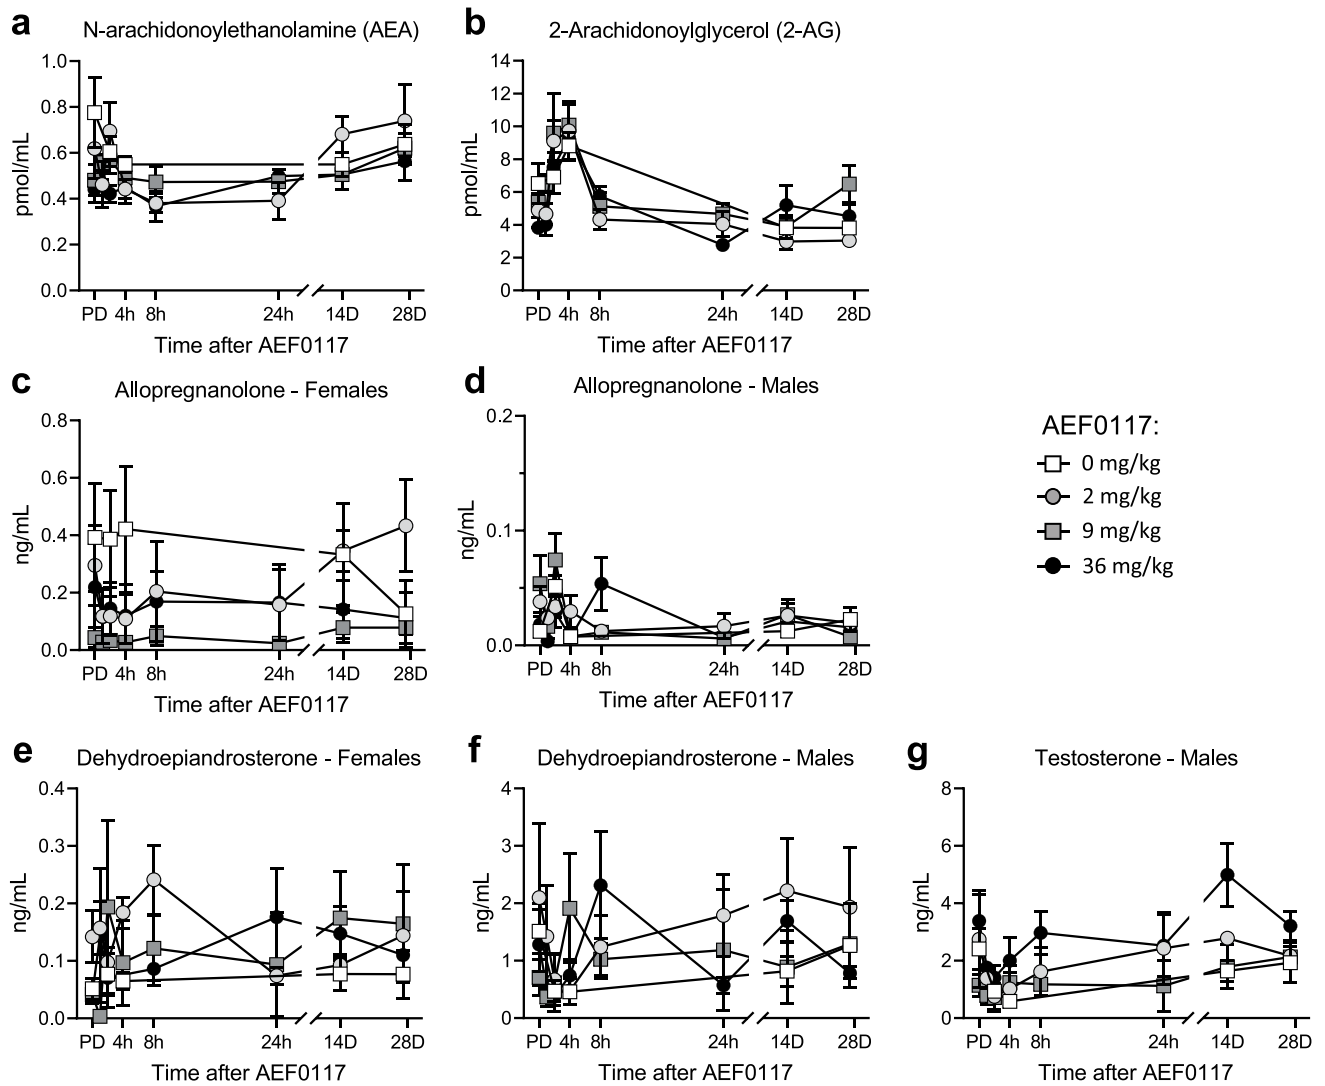 a
N-arachidonoylethanolamine (AEA)
1.0
0.8
0.6
0.4
0.2
0.0
pmol/mL
PD 4h 8h 24h 14D 28D
Time after AEF0117
b
2-Arachidonoylglycerol (2-AG)
14
12
10
8
6
4
2
0
pmol/mL
PD 4h 8h 24h 14D 28D
Time after AEF0117
c
Allopregnanolone - Females
0.8
0.6
0.4
0.2
0.0
ng/mL
PD 4h 8h 24h 14D 28D
Time after AEF0117
d
Allopregnanolone - Males
0.2
0.1
0.0
ng/mL
PD 4h 8h 24h 14D 28D
Time after AEF0117
AEF0117:
0 mg/kg
2 mg/kg
9 mg/kg
36 mg/kg
e
Dehydroepiandrosterone - Females
0.4
0.3
0.2
0.1
0.0
ng/mL
PD 4h 8h 24h 14D 28D
Time after AEF0117
f
Dehydroepiandrosterone - Males
4
3
2
1
0
ng/mL
PD 4h 8h 24h 14D 28D
Time after AEF0117
g
Testosterone - Males
8
6
4
2
0
ng/mL
PD 4h 8h 24h 14D 28D
Time after AEF0117